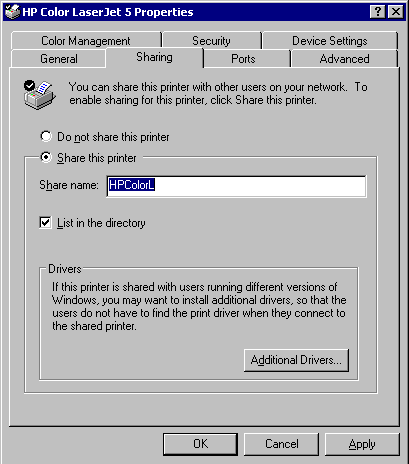 HP Color LaserJet 5 Properties
Color Management Security Device Settings
General Sharing Ports Advanced
You can share this printer with other users on your network. To
enable sharing for this printer, click Share this printer.
Do not share this printer
Share this printer
Share name: HPColorL
List in the directory
Drivers
If this printer is shared with users running different versions of
Windows, you may want to install additional drivers, so that the
users do not have to find the print driver when they connect to
the shared printer.
Additional Drivers...
OK Cancel Apply